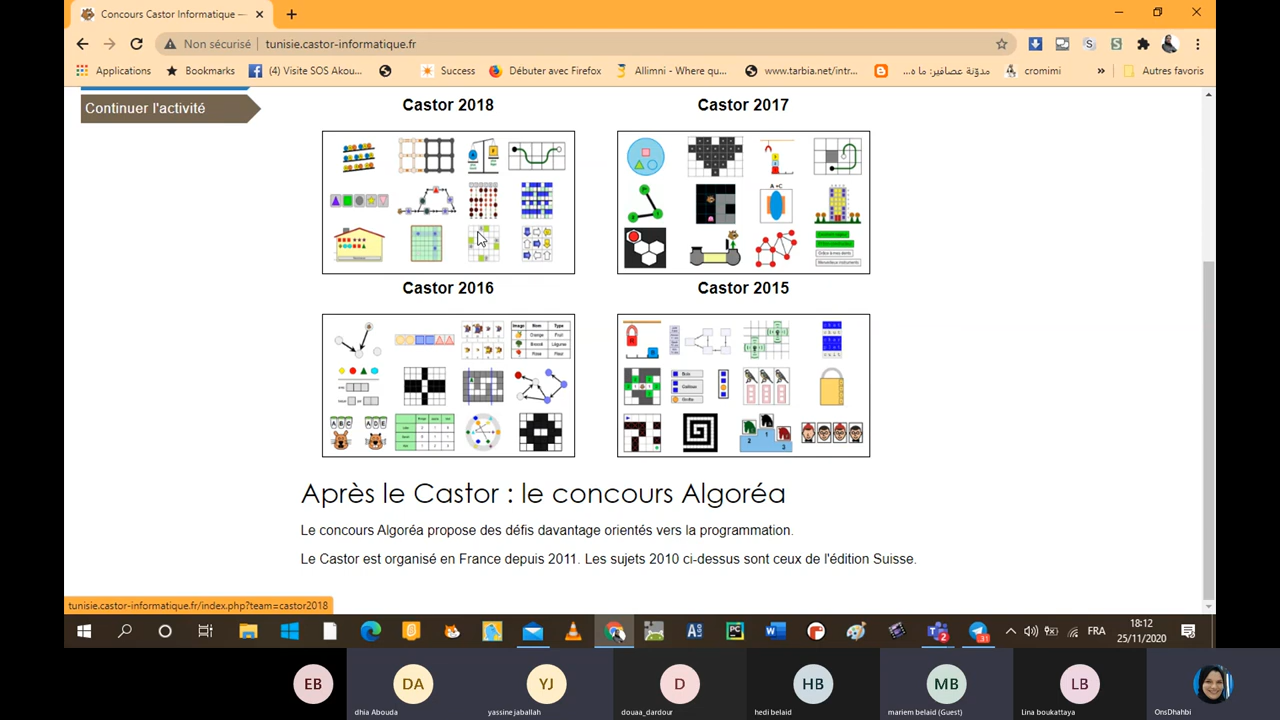 Concours Castor Informatique —
Non sécurisé
tunisie.castor-informatique.fr
Applications
Bookmarks
(4) Visite SOS Akou...
Success
Débuter avec Firefox
Allimni - Where qu...
www.tarbia.net/intr...
مدوّنة عصافير: ما ه...
cromimi
»
Autres favoris
Continuer l'activité
Castor 2018
Castor 2017
Castor 2016
Castor 2015
Après le Castor : le concours Algoréa
Le concours Algoréa propose des défis davantage orientés vers la programmation.
Le Castor est organisé en France depuis 2011. Les sujets 2010 ci-dessus sont ceux de l'édition Suisse.
tunisie.castor-informatique.fr/index.php?team=castor2018
FRA
18:12
25/11/2020
EB
DA
YJ
D
HB
MB
LB
dhia Abouda
yassine jaballah
douaa_dardour
hedi belaid
mariem belaid (Guest)
Lina boukattaya
OnsDhahbi